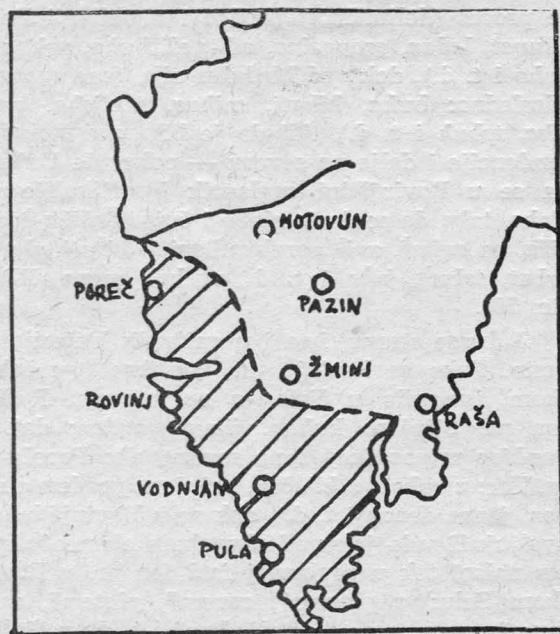 MOTOVUN
POREČ
PAZIN
ŽMINJ
ROVINJ
RAŠA
VODNJAN
PULA